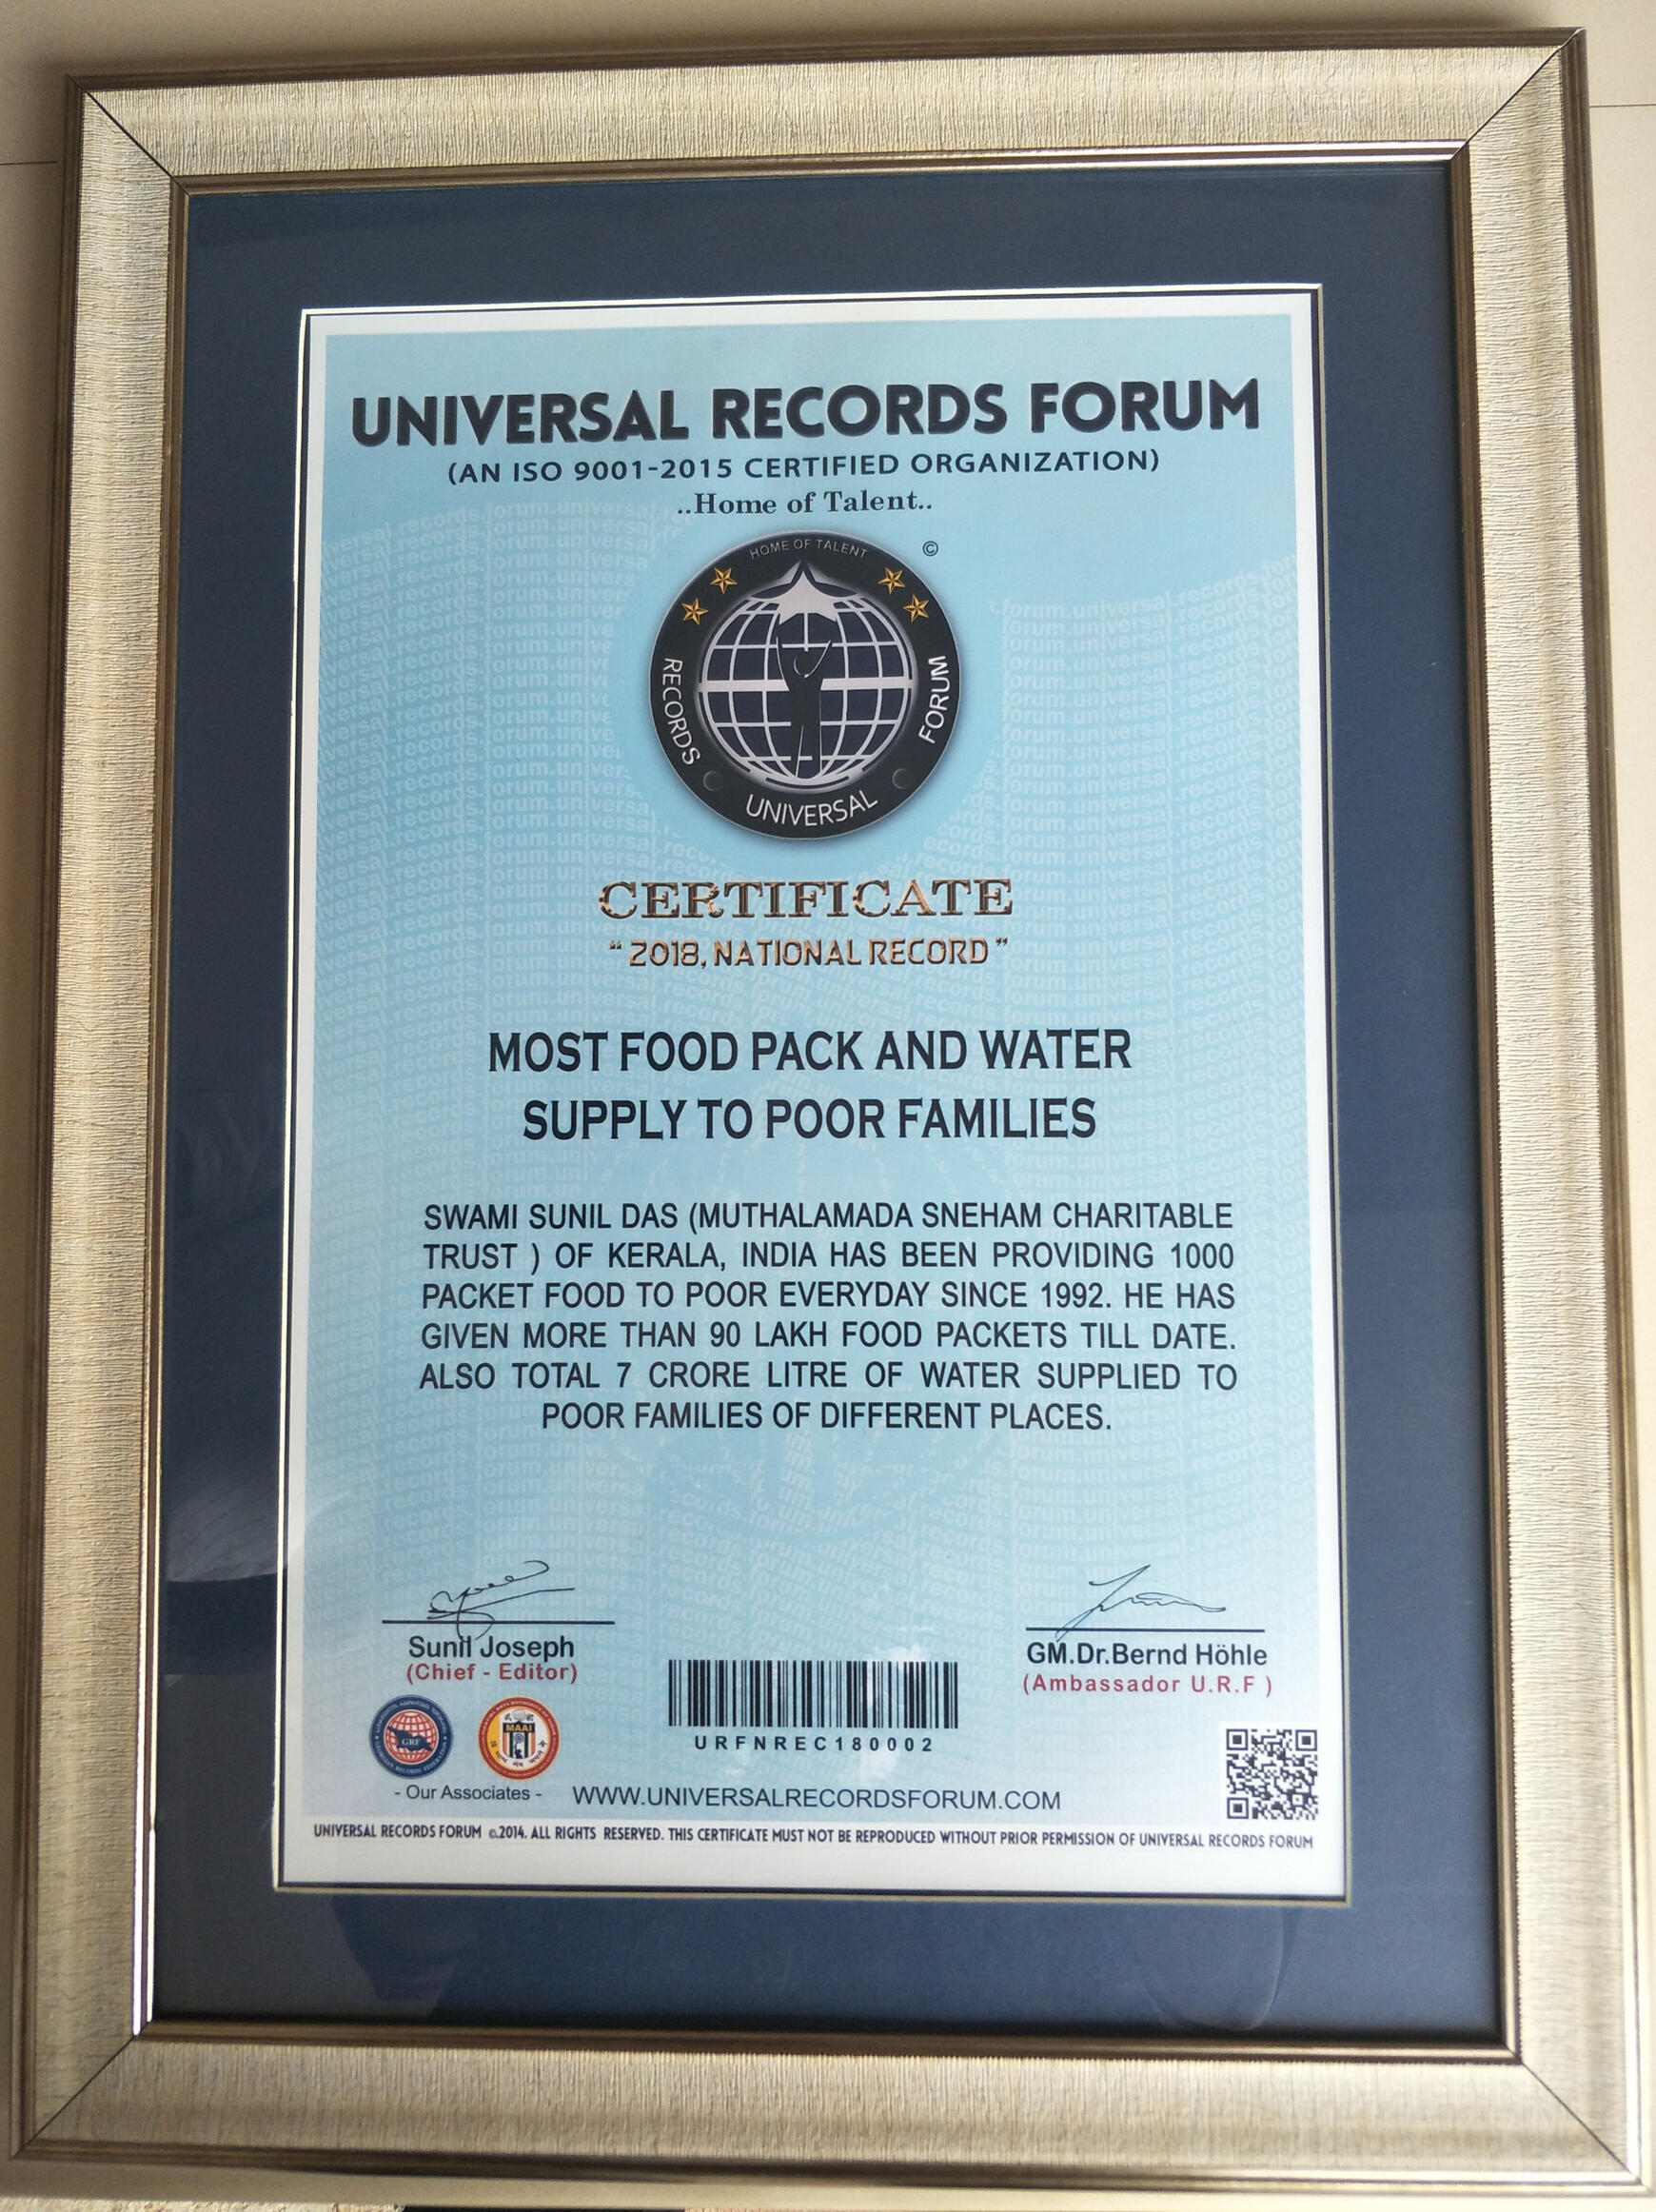 UNIVERSAL RECORDS FORUM
(AN ISO 9001-2015 CERTIFIED ORGANIZATION)
..Home of Talent..
©
HOME OF TALENT
RECORDS
UNIVERSAL
FORUM
CERTIFICATE
“ 2018, NATIONAL RECORD ”
MOST FOOD PACK AND WATER
SUPPLY TO POOR FAMILIES
SWAMI SUNIL DAS (MUTHALAMADA SNEHAM CHARITABLE
TRUST ) OF KERALA, INDIA HAS BEEN PROVIDING 1000
PACKET FOOD TO POOR EVERYDAY SINCE 1992. HE HAS
GIVEN MORE THAN 90 LAKH FOOD PACKETS TILL DATE.
ALSO TOTAL 7 CRORE LITRE OF WATER SUPPLIED TO
POOR FAMILIES OF DIFFERENT PLACES.
Sunil Joseph
(Chief - Editor)
GM.Dr.Bernd Höhle
(Ambassador U.R.F )
GRF
MAAI
URFNREC180002
- Our Associates -
WWW.UNIVERSALRECORDSFORUM.COM
UNIVERSAL RECORDS FORUM ©.2014. ALL RIGHTS RESERVED. THIS CERTIFICATE MUST NOT BE REPRODUCED WITHOUT PRIOR PERMISSION OF UNIVERSAL RECORDS FORUM